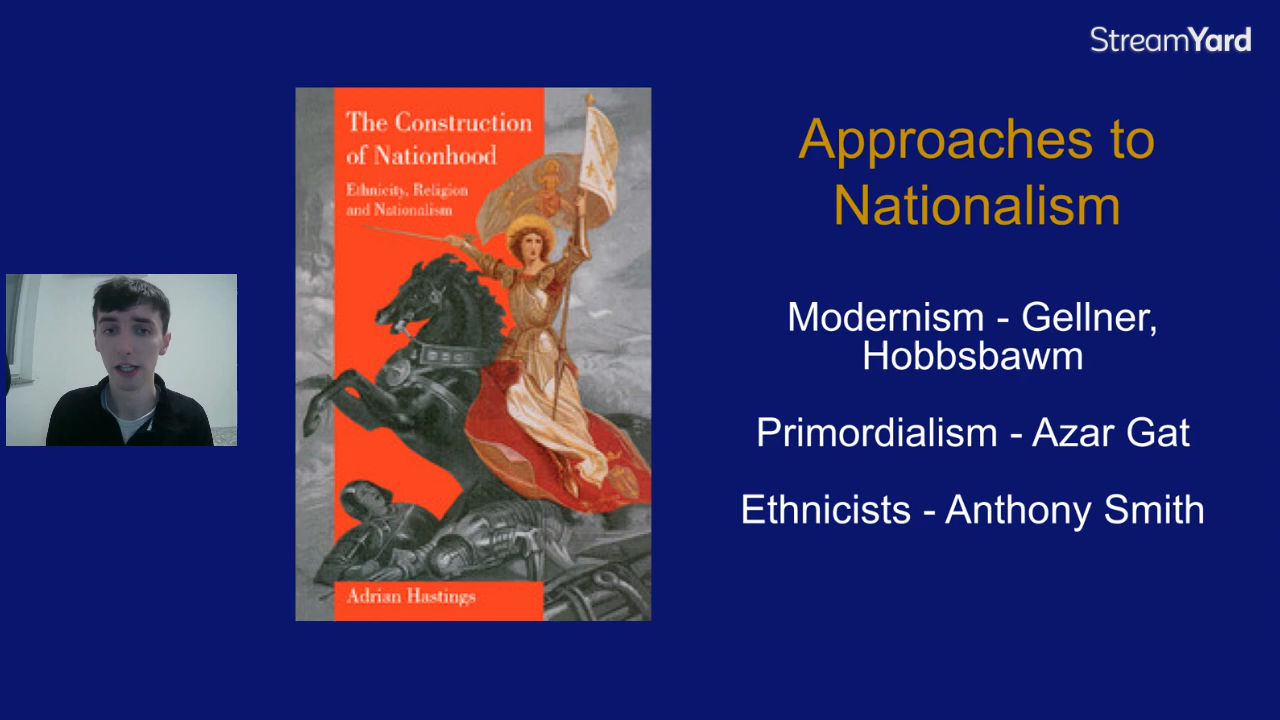 StreamYard
The Construction
of Nationhood
Ethnicity, Religion
and Nationalism
Adrian Hastings
Approaches to
Nationalism
Modernism - Gellner,
Hobbsbawm
Primordialism - Azar Gat
Ethnicists - Anthony Smith